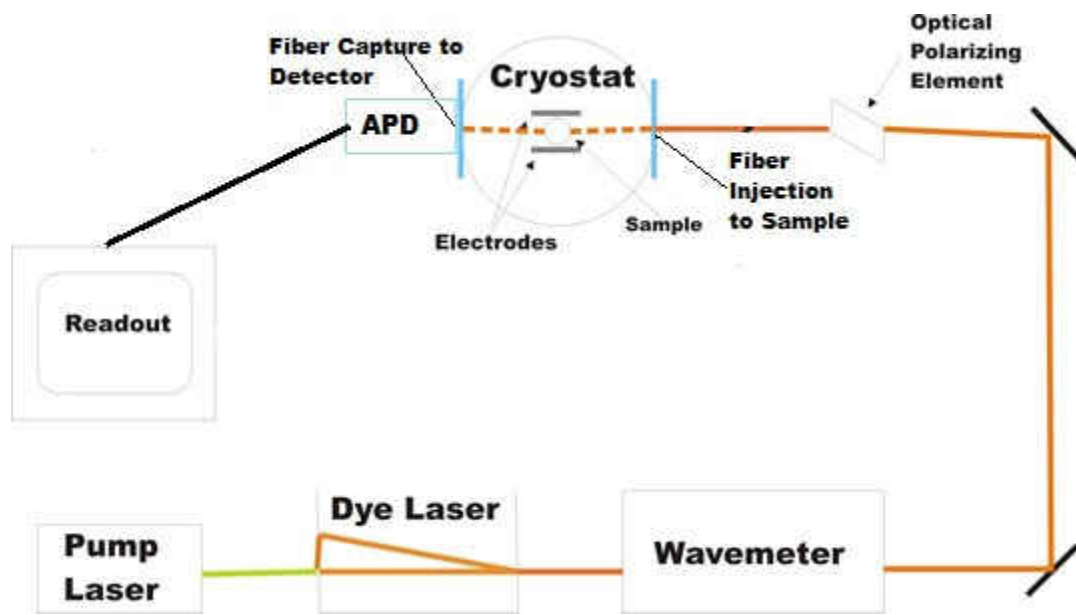 Fiber Capture to
Detector
Cryostat
Optical
Polarizing
Element
APD
Fiber
Injection
to Sample
Sample
Electrodes
Readout
Dye Laser
Pump
Laser
Wavemeter